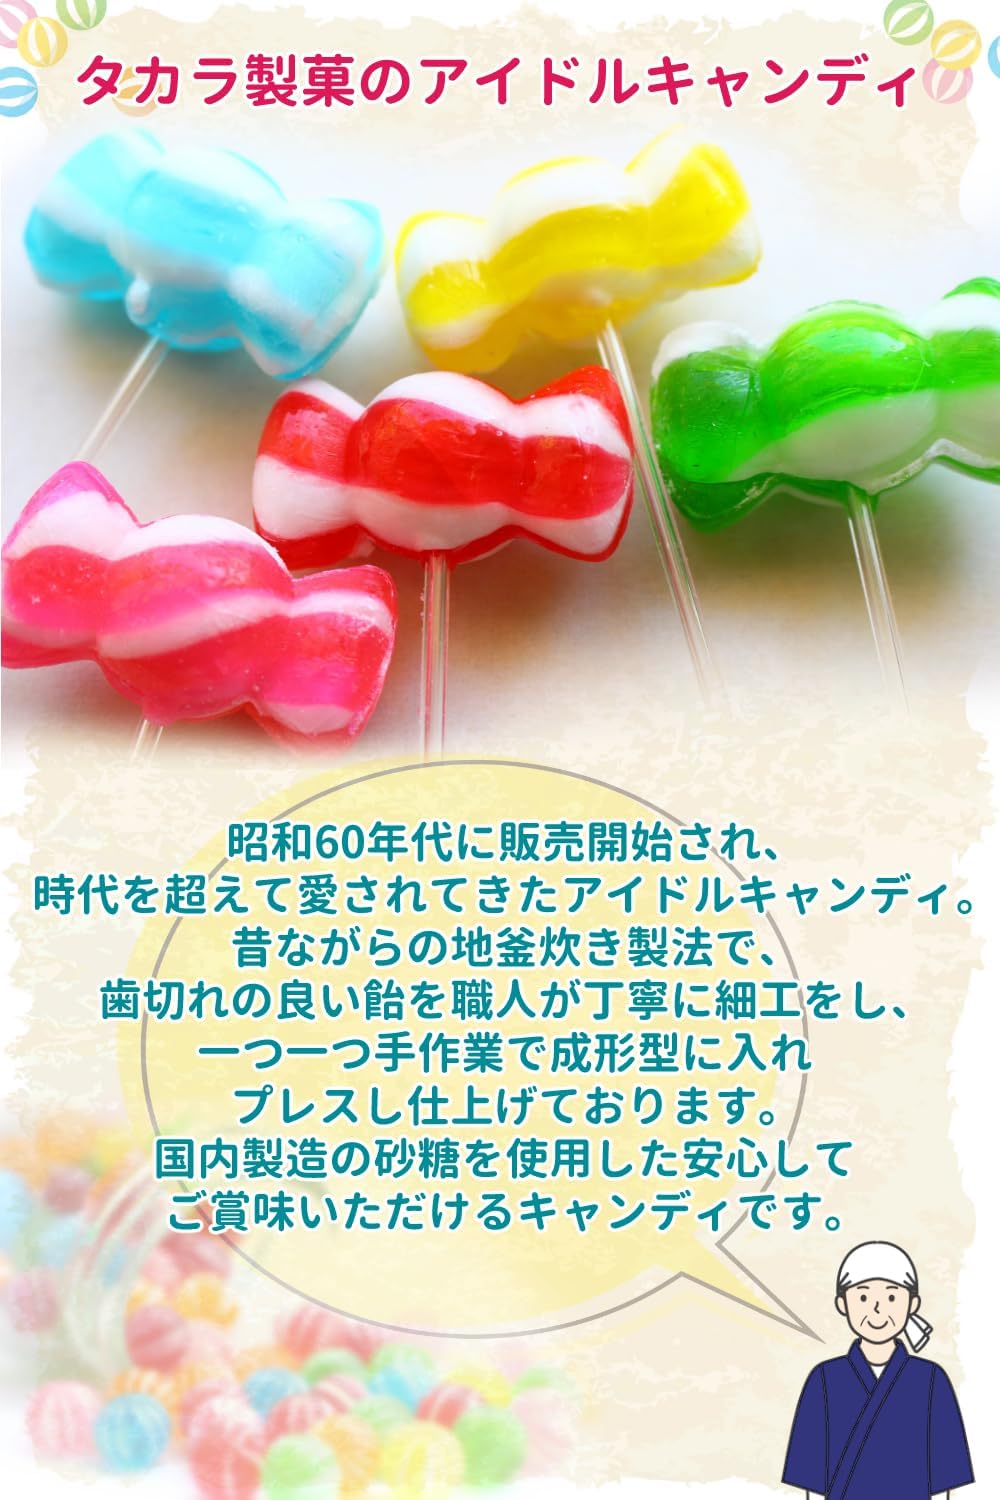 タカラ製菓のアイドルキャンディ
昭和60年代に販売開始され、
時代を超えて愛されてきたアイドルキャンディ。
昔ながらの地釜炊き製法で、
歯切れの良い飴を職人が丁寧に細工をし、
一つ一つ手作業で成形型に入れ
プレスし仕上げております。
国内製造の砂糖を使用した安心して
ご賞味いただけるキャンディです。